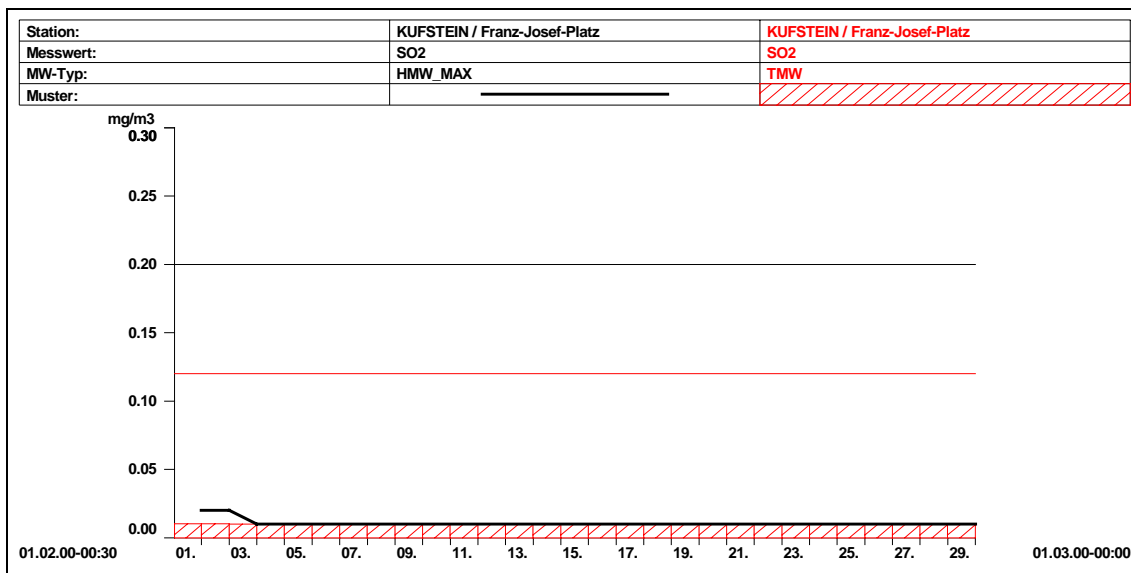 Station: KUFSTEIN / Franz-Josef-Platz KUFSTEIN / Franz-Josef-Platz
Messwert: SO2 SO2
MW-Typ: HMW_MAX TMW
Muster:
mg/m3
0.30
0.25
0.20
0.15
0.10
0.05
0.00
01.02.00-00:30 01. 03. 05. 07. 09. 11. 13. 15. 17. 19. 21. 23. 25. 27. 29. 01.03.00-00:00